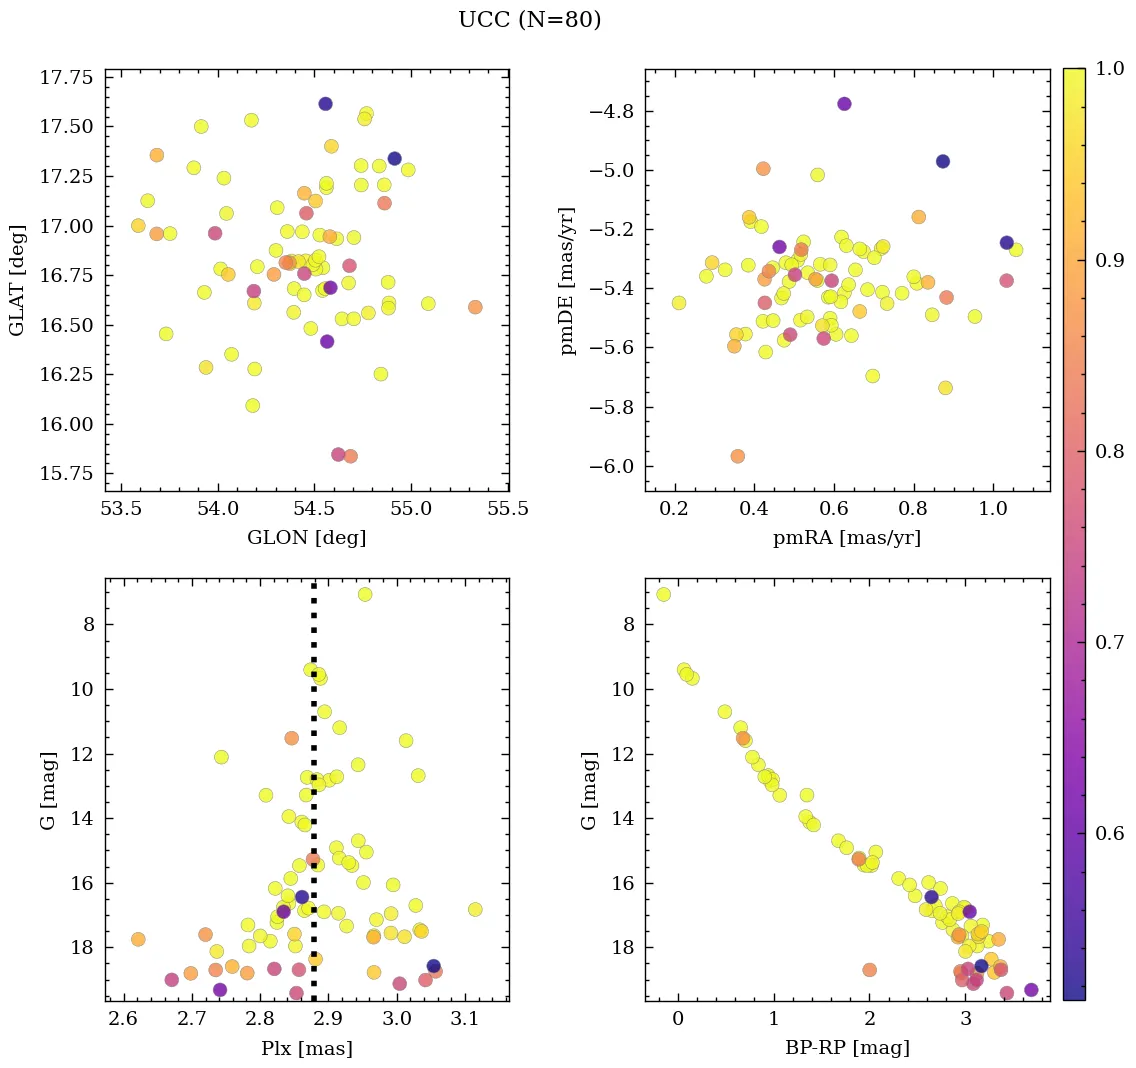 UCC (N=80)
17.75
17.50
17.25
17.00
16.75
16.50
16.25
16.00
15.75
GLAT [deg]
53.5 54.0 54.5 55.0 55.5
GLON [deg]
−4.8
−5.0
−5.2
−5.4
−5.6
−5.8
−6.0
pmDE [mas/yr]
0.2 0.4 0.6 0.8 1.0
pmRA [mas/yr]
8
10
12
14
16
18
G [mag]
2.6 2.7 2.8 2.9 3.0 3.1
Plx [mas]
8
10
12
14
16
18
G [mag]
0 1 2 3
BP-RP [mag]
1.0
0.9
0.8
0.7
0.6